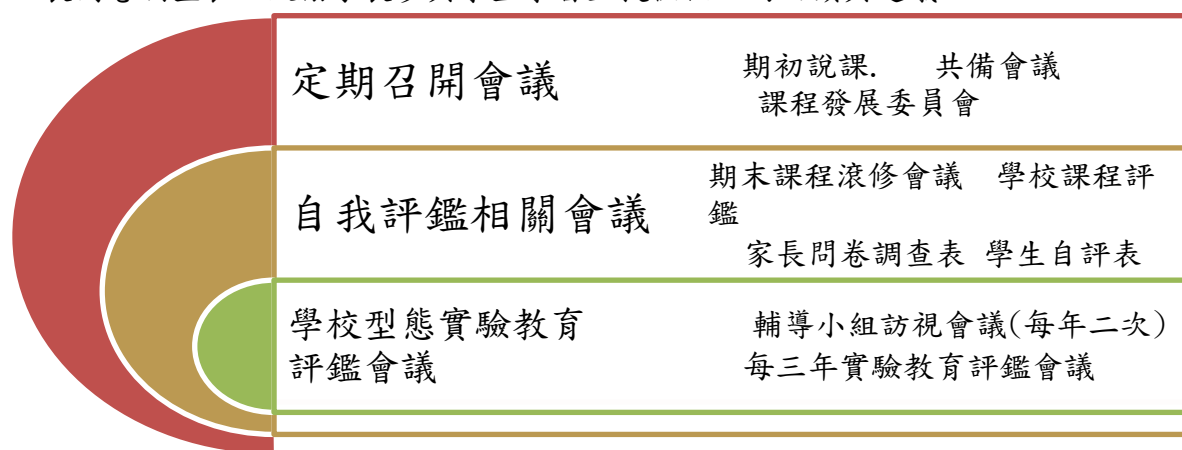 定期召開會議
期初說課. 共備會議
課程發展委員會
自我評鑑相關會議
期末課程滾修會議 學校課程評
鑑
家長問卷調查表 學生自評表
學校型態實驗教育
評鑑會議
輔導小組訪視會議(每年二次)
每三年實驗教育評鑑會議